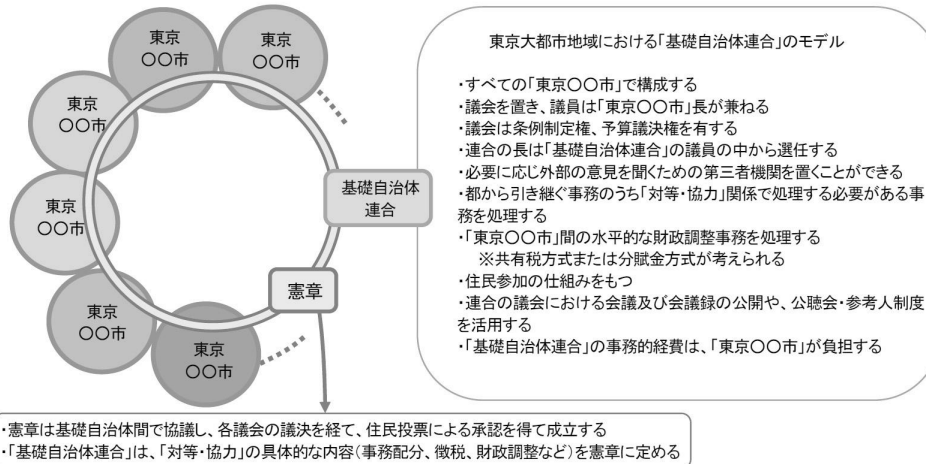 東京
〇〇市
東京
〇〇市
東京
〇〇市
東京
〇〇市
東京
〇〇市
東京
〇〇市
基礎自治体
連合
憲章
東京大都市地域における「基礎自治体連合」のモデル
・すべての「東京〇〇市」で構成する
・議会を置き、議員は「東京〇〇市」長が兼ねる
・議会は条例制定権、予算議決権を有する
・連合の長は「基礎自治体連合」の議員の中から選任する
・必要に応じ外部の意見を聞くための第三者機関を置くことができる
・都から引き継ぐ事務のうち「対等・協力」関係で処理する必要がある事
務を処理する
・「東京〇〇市」間の水平的な財政調整事務を処理する
※共有税方式または分賦金方式が考えられる
・住民参加の仕組みをもつ
・連合の議会における会議及び会議録の公開や、公聴会・参考人制度
を活用する
・「基礎自治体連合」の事務的経費は、「東京〇〇市」が負担する
・憲章は基礎自治体間で協議し、各議会の議決を経て、住民投票による承認を得て成立する
・「基礎自治体連合」は、「対等・協力」の具体的な内容(事務配分、徴税、財政調整など)を憲章に定める